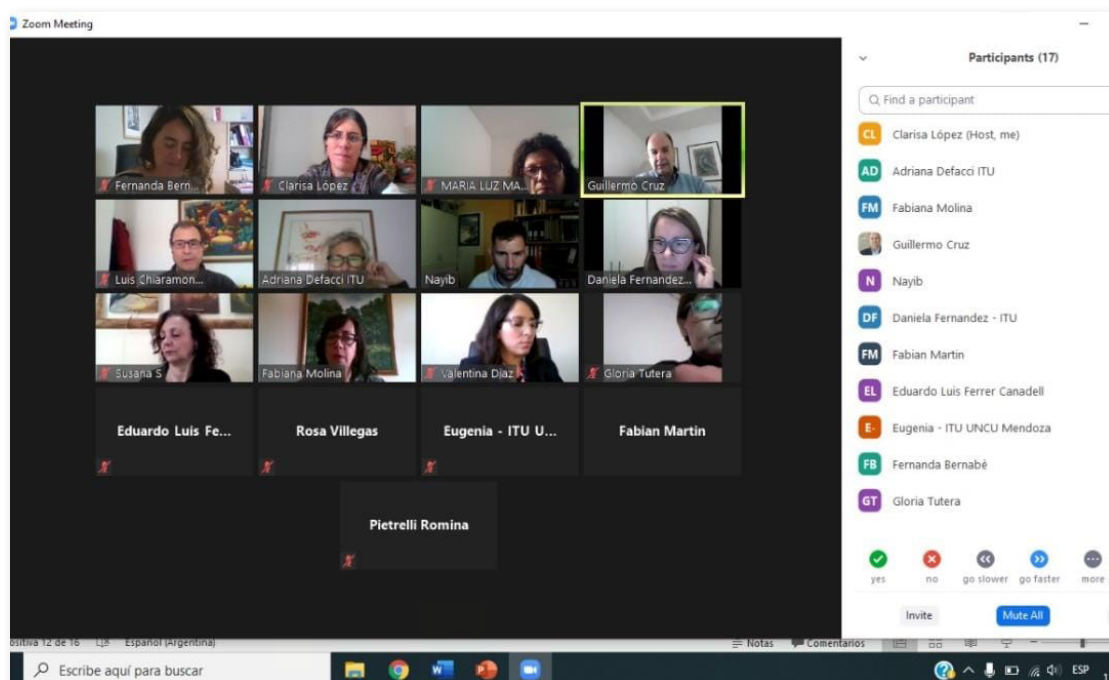 Zoom Meeting
Participants (17)
Find a participant
Fernanda Bern...
Clarisa López
MARIA LUZ MA...
Guillermo Cruz
Luis Chiaramon...
Adriana Defacci ITU
Nayib
Daniela Fernandez...
Susana S
Fabiana Molina
Valentina Díaz
Gloria Tutera
Eduardo Luis Fe...
Rosa Villegas
Eugenia - ITU U...
Fabian Martin
Pietrelli Romina
CL Clarisa López (Host, me)
AD Adriana Defacci ITU
FM Fabiana Molina
Guillermo Cruz
N Nayib
DF Daniela Fernandez - ITU
FM Fabian Martin
EL Eduardo Luis Ferrer Canadell
E- Eugenia - ITU UNCU Mendoza
FB Fernanda Bernabé
GT Gloria Tutera
yes
no
go slower
go faster
more
Invite
Mute All
ositiva 12 de 16 Español (Argentina) Notas Comentarios
Escribe aquí para buscar
ESP